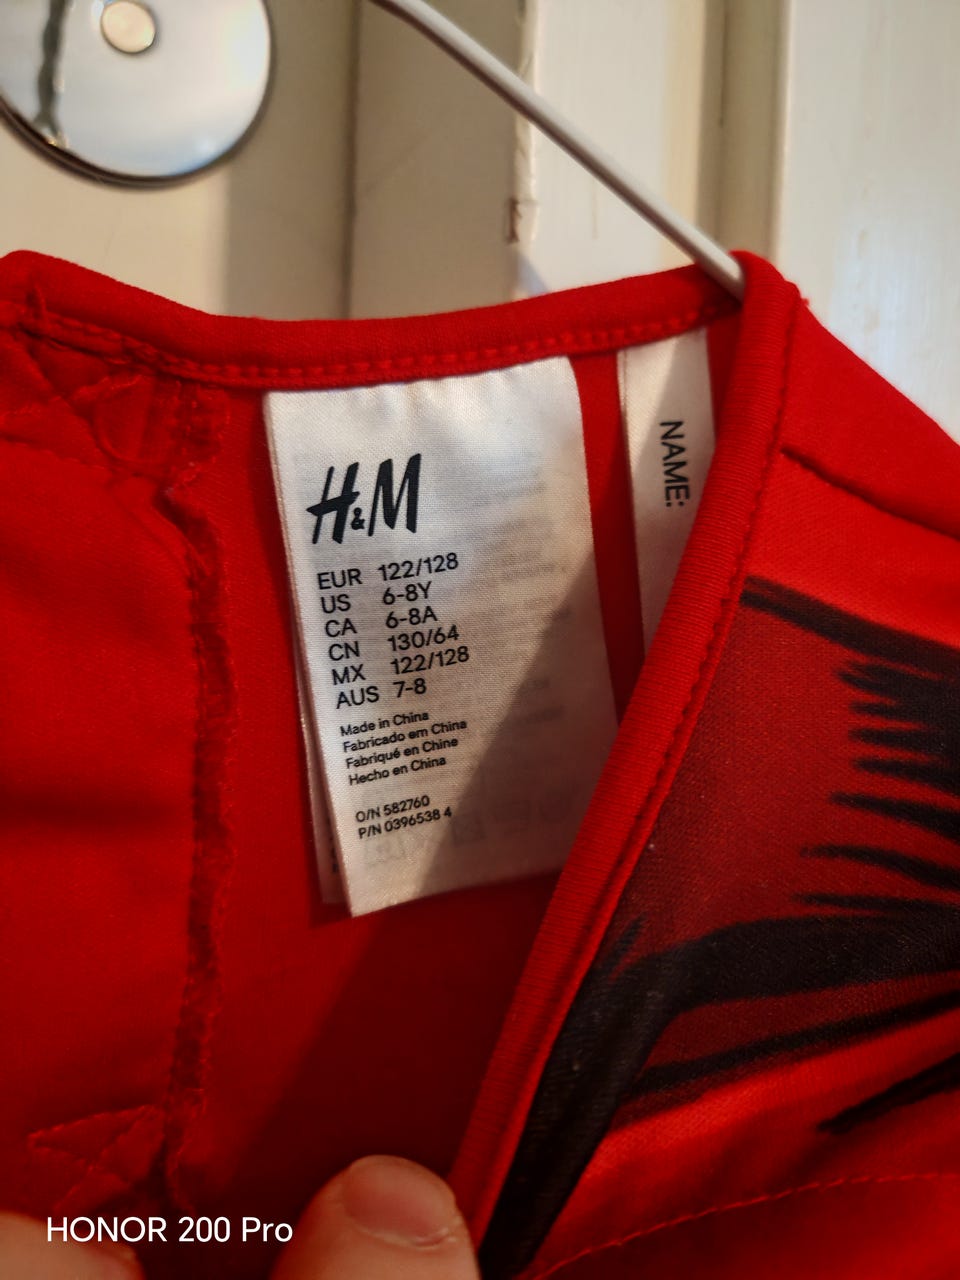 H&M
EUR 122/128
US 6-8Y
CA 6-8A
CN 130/64
MX 122/128
AUS 7-8
Made in China
Fabricado em China
Fabriqué en Chine
Hecho en China
O/N 582760
P/N 0396538 4
NAME:
HONOR 200 Pro